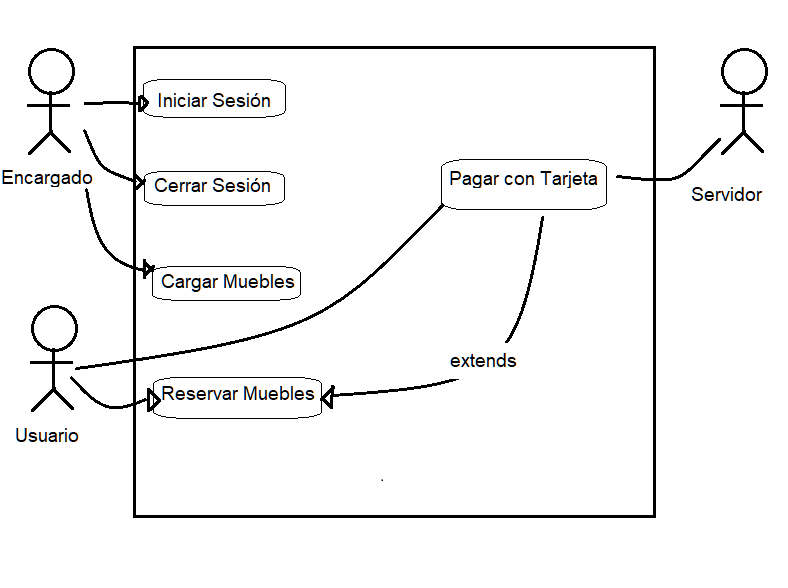 Iniciar Sesión
Encargado
Cerrar Sesión
Pagar con Tarjeta
Servidor
Cargar Muebles
extends
Reservar Muebles
Usuario